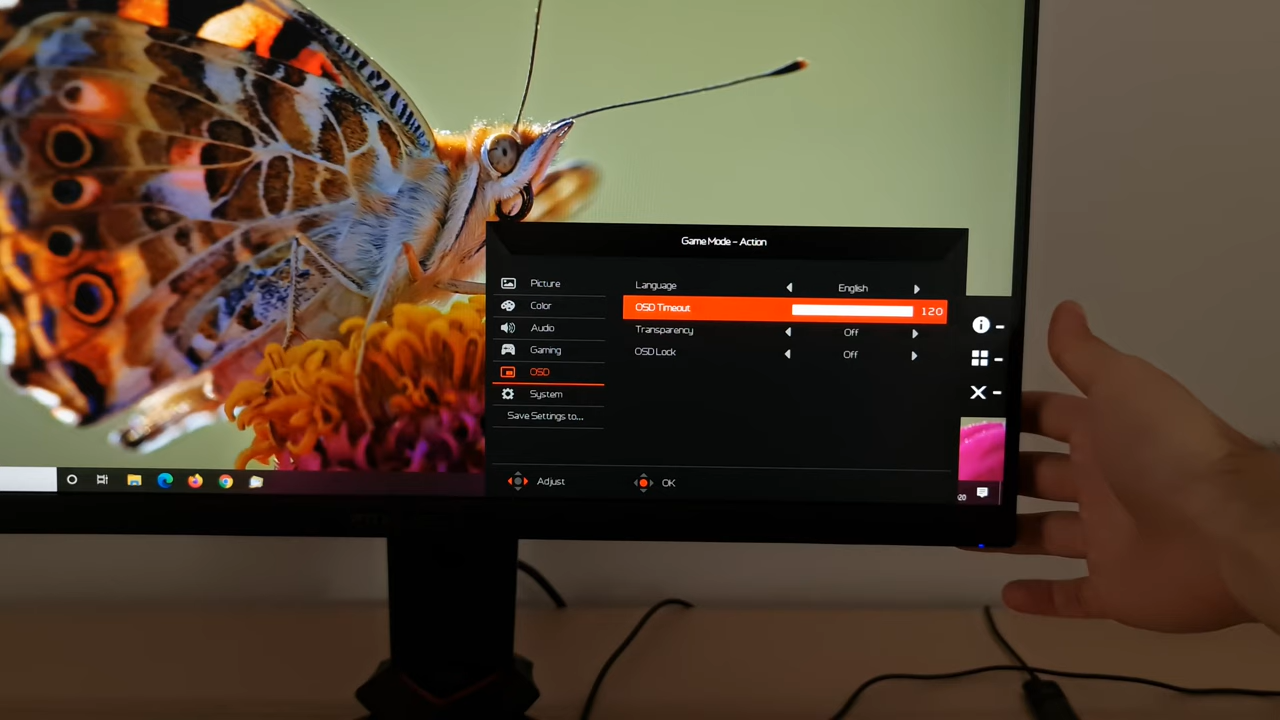 Game Mode - Action
Picture
Color
Audio
Gaming
OSD
System
Save Settings to...
Language English
OSD Timeout 120
Transparency Off
OSD Lock Off
Adjust OK